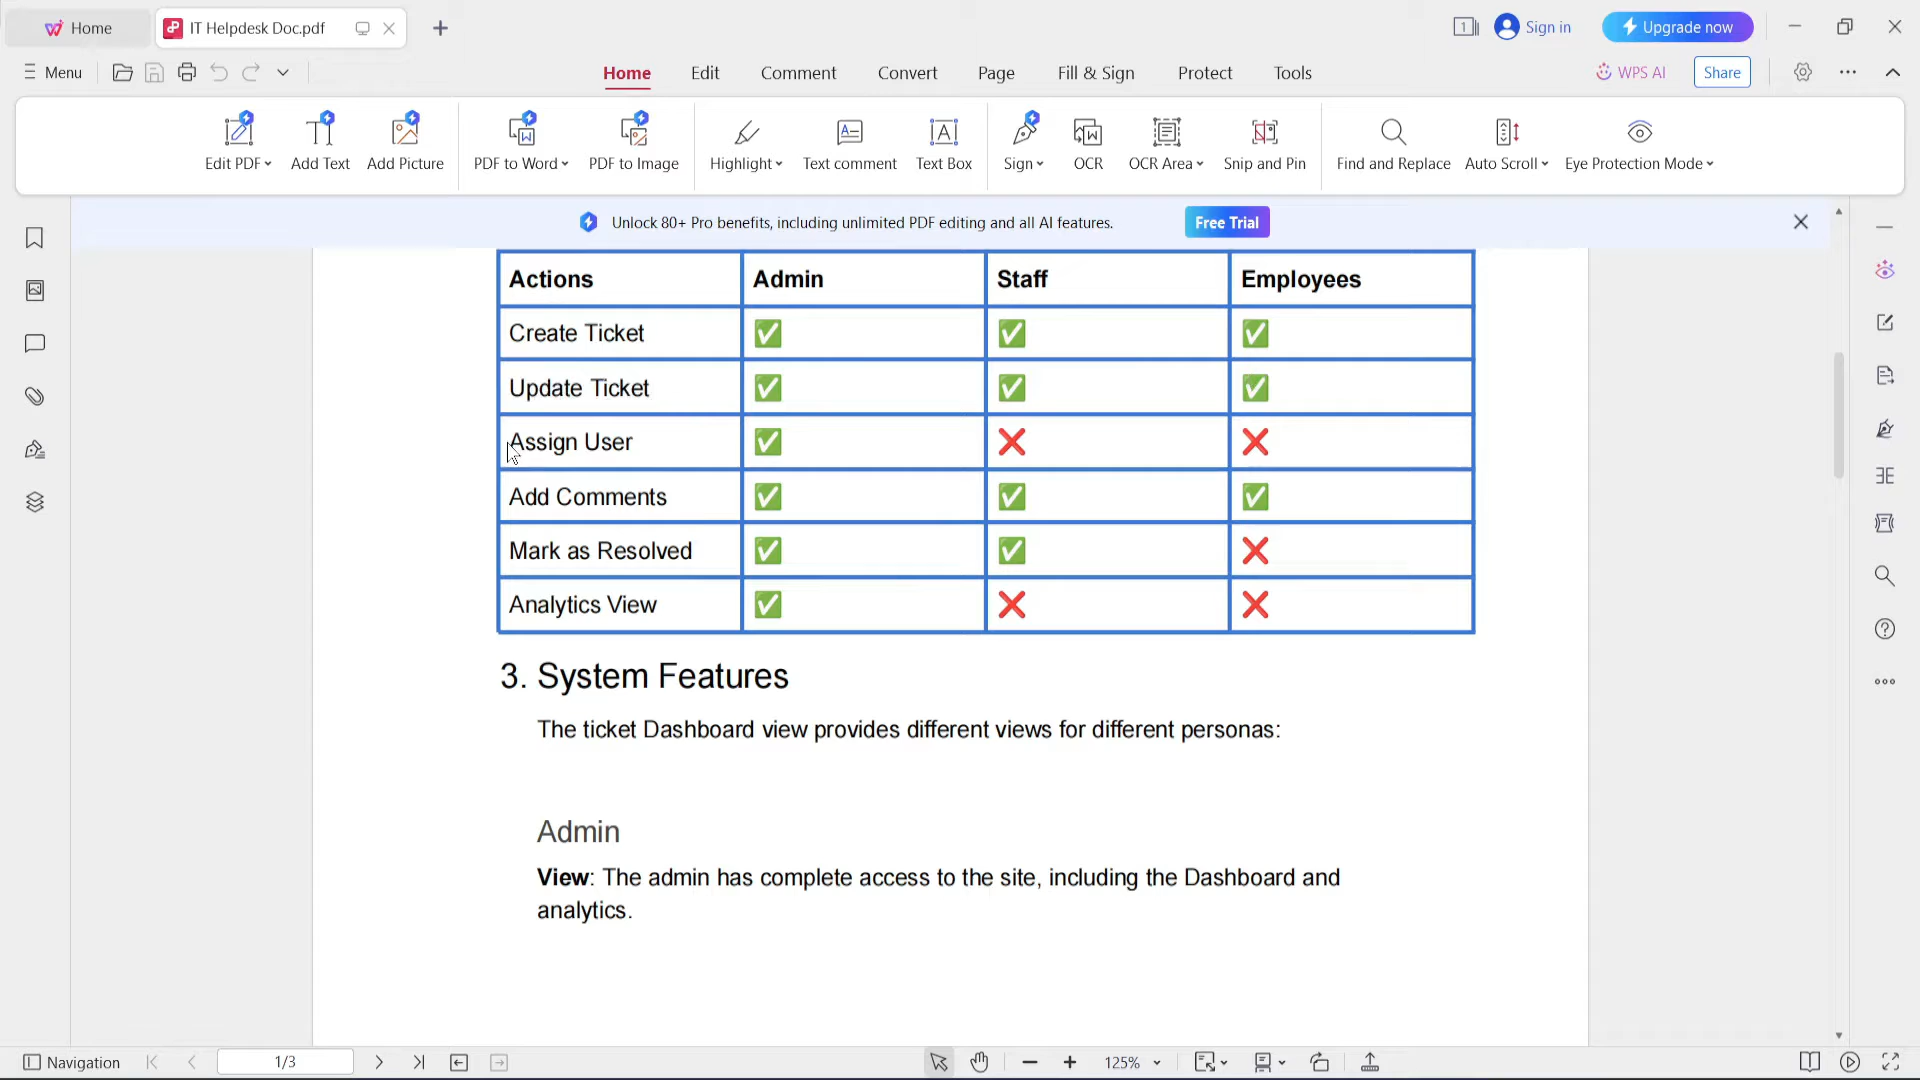 Home
IT Helpdesk Doc.pdf
Sign in
Upgrade now
Menu
Home
Edit
Comment
Convert
Page
Fill & Sign
Protect
Tools
WPS AI
Share
Edit PDF
Add Text
Add Picture
PDF to Word
PDF to Image
Highlight
Text comment
Text Box
Sign
OCR
OCR Area
Snip and Pin
Find and Replace
Auto Scroll
Eye Protection Mode
Unlock 80+ Pro benefits, including unlimited PDF editing and all AI features.
Free Trial
Actions Admin Staff Employees
Create Ticket ✅ ✅ ✅
Update Ticket ✅ ✅ ✅
Assign User ✅ ❌ ❌
Add Comments ✅ ✅ ✅
Mark as Resolved ✅ ✅ ❌
Analytics View ✅ ❌ ❌
3. System Features
The ticket Dashboard view provides different views for different personas:
Admin
View: The admin has complete access to the site, including the Dashboard and
analytics.
Navigation
1/3
125%